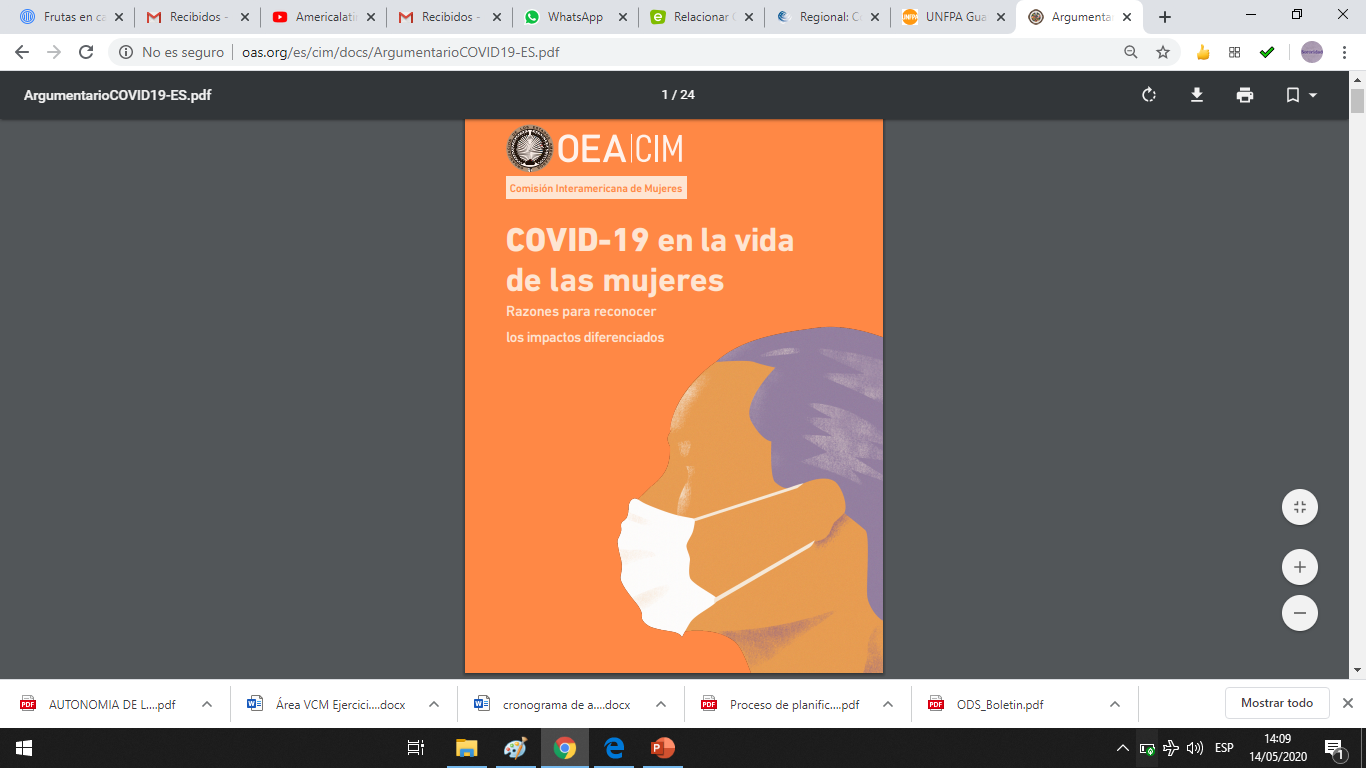 Frutas en ca
Recibidos -
Americalatin
Recibidos -
WhatsApp
Relacionar
Regional: C
UNFPA Gua
Argumentar
No es seguro
oas.org/es/cim/docs/ArgumentarioCOVID19-ES.pdf
ArgumentarioCOVID19-ES.pdf
1 / 24
OEA|CIM
Comisión Interamericana de Mujeres
COVID-19 en la vida
de las mujeres
Razones para reconocer
los impactos diferenciados
AUTONOMIA DE L....pdf
Área VCM Ejercici....docx
cronograma de a....docx
Proceso de planific....pdf
ODS_Boletin.pdf
Mostrar todo
ESP
14:09
14/05/2020
1